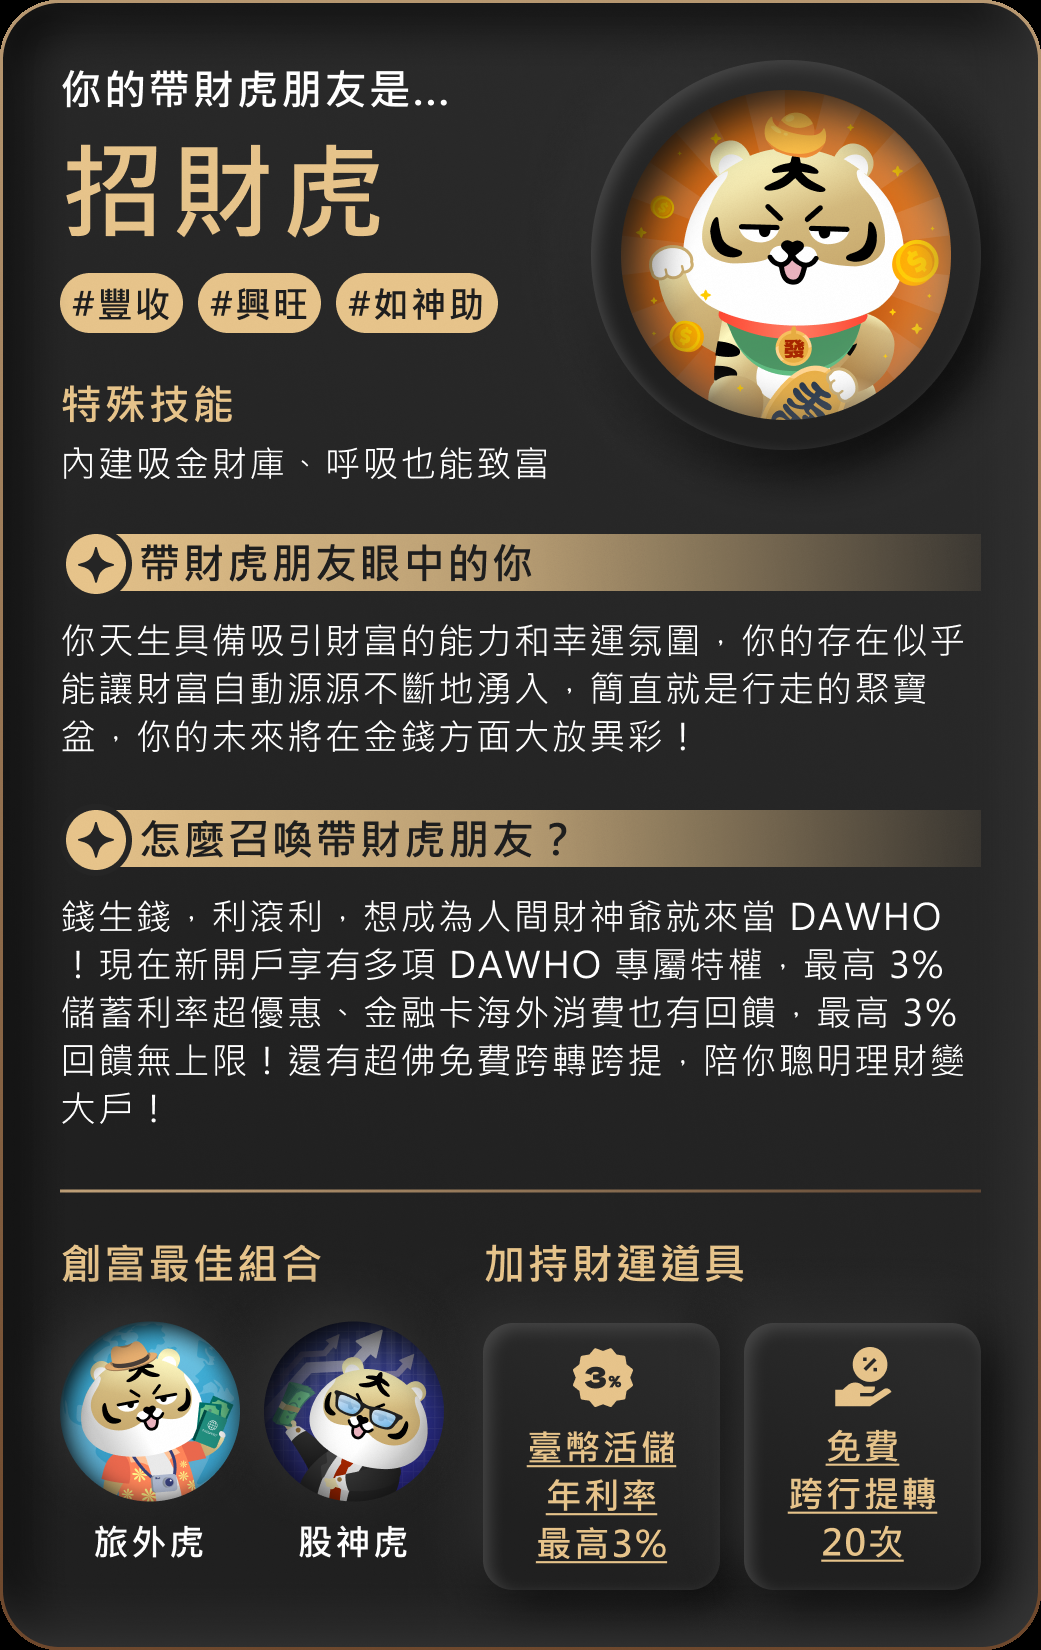 你的帶財虎朋友是...
招財虎
#豐收 #興旺 #如神助
特殊技能
內建吸金財庫、呼吸也能致富
發
帶財虎朋友眼中的你
你天生具備吸引財富的能力和幸運氛圍，你的存在似乎
能讓財富自動源源不斷地湧入，簡直就是行走的聚寶
盆，你的未來將在金錢方面大放異彩！
怎麼召喚帶財虎朋友？
錢生錢，利滾利，想成為人間財神爺就來當 DAWHO
！現在新開戶享有多項 DAWHO 專屬特權，最高 3%
儲蓄利率超優惠、金融卡海外消費也有回饋，最高 3%
回饋無上限！還有超佛免費跨轉跨提，陪你聰明理財變
大戶！
創富最佳組合
旅外虎
股神虎
加持財運道具
3%
臺幣活儲
年利率
最高3%
%
免費
跨行提轉
20次